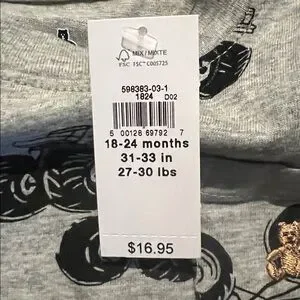 MIX / MIXTE
FSC FSC® C005725
598383-03-1
1824 D02
5 00128 69792 7
18-24 months
31-33 in
27-30 lbs
$16.95